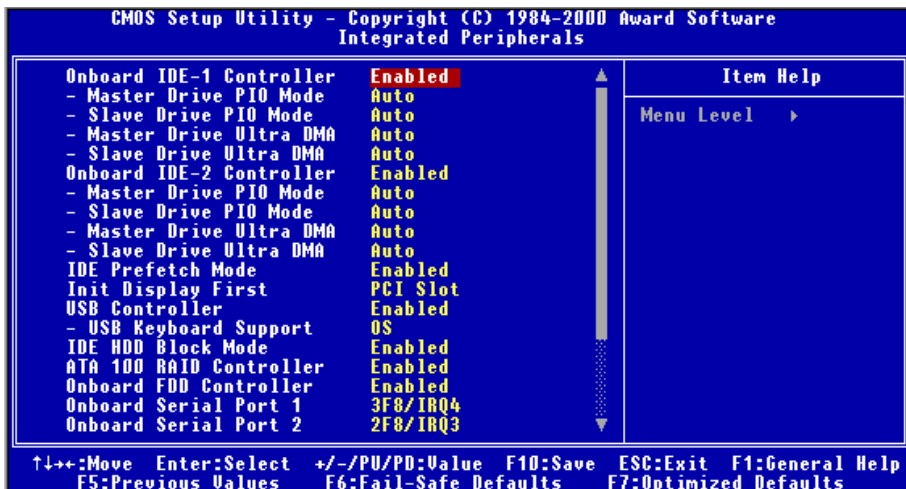 CMOS Setup Utility - Copyright (C) 1984-2000 Award Software
Integrated Peripherals
Onboard IDE-1 Controller Enabled
- Master Drive PIO Mode Auto
- Slave Drive PIO Mode Auto
- Master Drive Ultra DMA Auto
- Slave Drive Ultra DMA Auto
Onboard IDE-2 Controller Enabled
- Master Drive PIO Mode Auto
- Slave Drive PIO Mode Auto
- Master Drive Ultra DMA Auto
- Slave Drive Ultra DMA Auto
IDE Prefetch Mode Enabled
Init Display First PCI Slot
USB Controller Enabled
- USB Keyboard Support OS
IDE HDD Block Mode Enabled
ATA 100 RAID Controller Enabled
Onboard FDD Controller Enabled
Onboard Serial Port 1 3F8/IRQ4
Onboard Serial Port 2 2F8/IRQ3
Item Help
Menu Level ▸
↑↓→←:Move Enter:Select +/-/PU/PD:Value F10:Save ESC:Exit F1:General Help
F5:Previous Values F6:Fail-Safe Defaults F7:Optimized Defaults